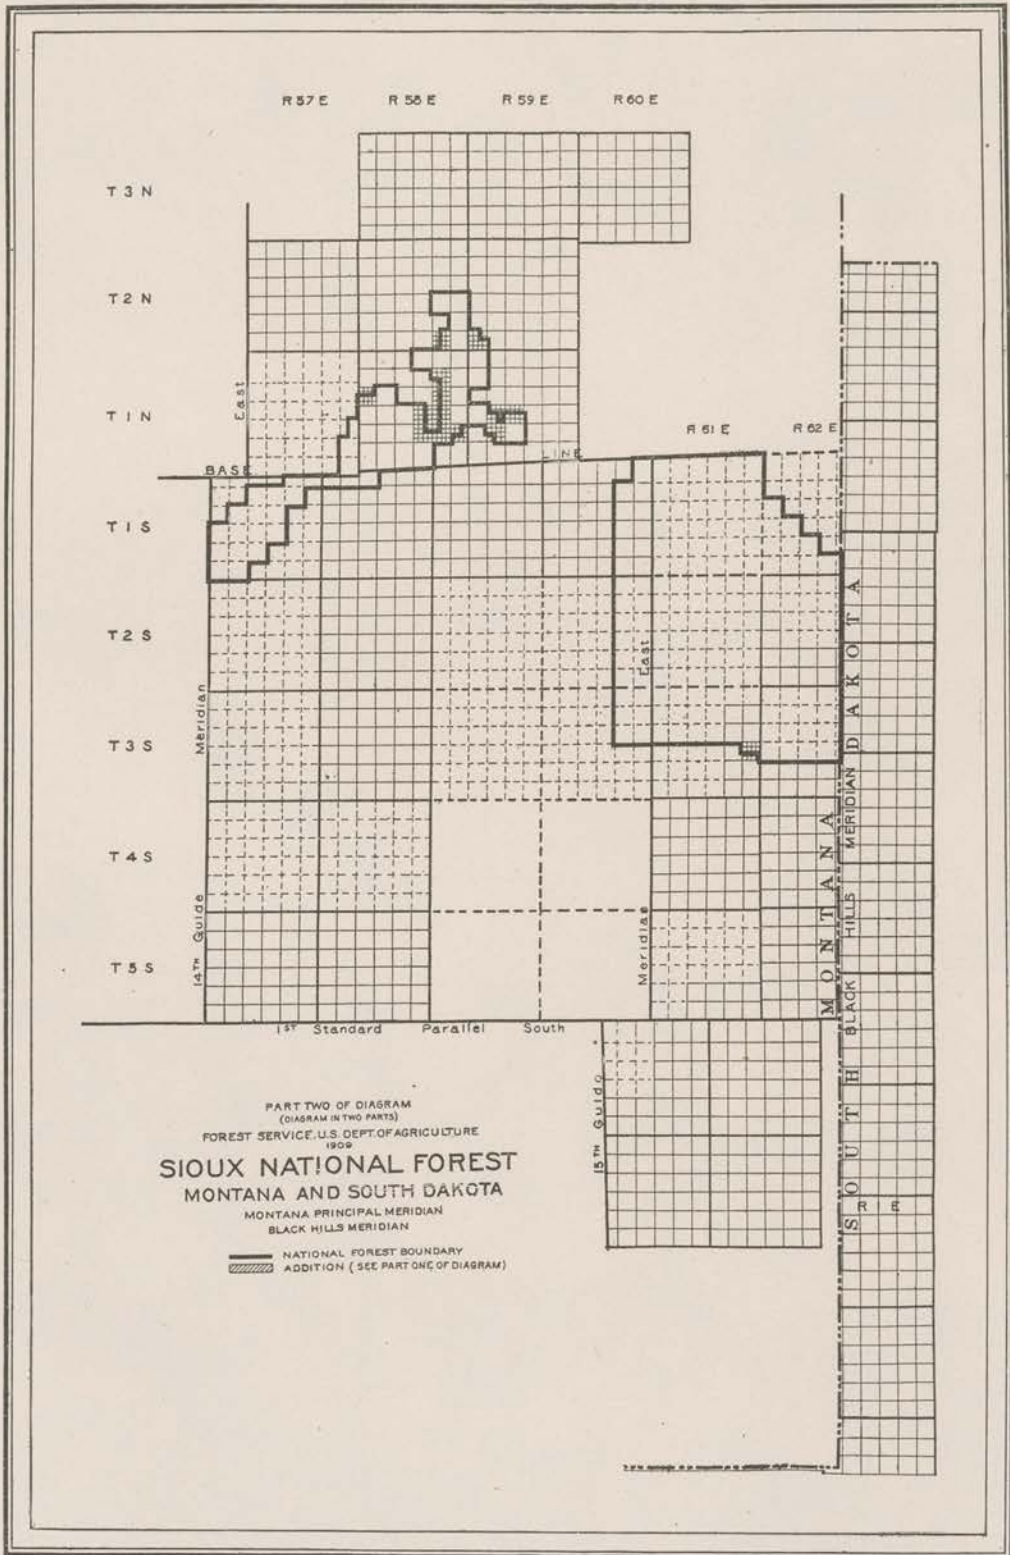 R 57 E R 58 E R 59 E R 60 E
T 3 N
T 2 N
T 1 N
East
R 61 E R 62 E
BASE LINE
T 1 S
T 2 S
East
T 3 S
Meridian
T 4 S
14TH Guide
Meridian
T 5 S
1ST Standard Parallel South
MONTANA
SOUTH DAKOTA
BLACK HILLS MERIDIAN
15TH Guide
R 1 E
PART TWO OF DIAGRAM
(DIAGRAM IN TWO PARTS)
FOREST SERVICE, U.S. DEPT. OF AGRICULTURE
1909
SIOUX NATIONAL FOREST
MONTANA AND SOUTH DAKOTA
MONTANA PRINCIPAL MERIDIAN
BLACK HILLS MERIDIAN
NATIONAL FOREST BOUNDARY
ADDITION (SEE PART ONE OF DIAGRAM)